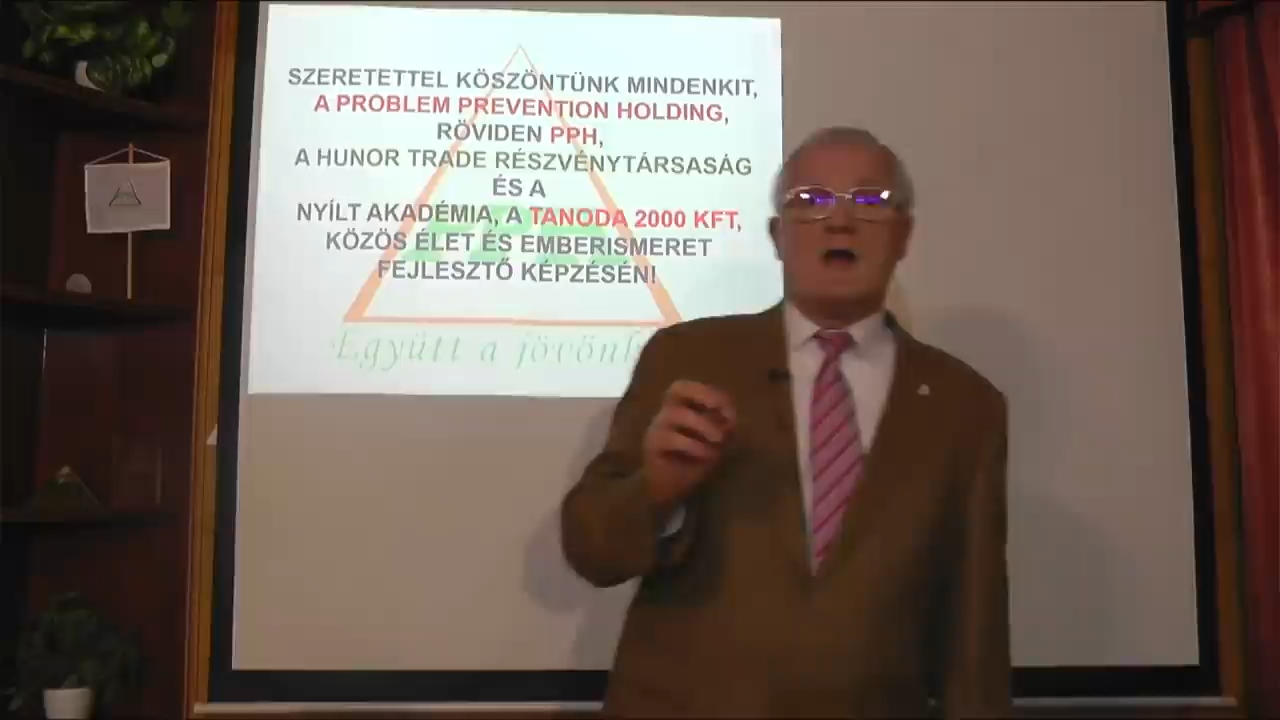 SZERETETTEL KÖSZÖNTÜNK MINDENKIT,
A PROBLEM PREVENTION HOLDING,
RÖVIDEN PPH,
A HUNOR TRADE RÉSZVÉNYTÁRSASÁG
ÉS A
NYÍLT AKADÉMIA, A TANODA 2000 KFT,
KÖZÖS ÉLET ÉS EMBERISMERET
FEJLESZTŐ KÉPZÉSÉN!
Együtt a